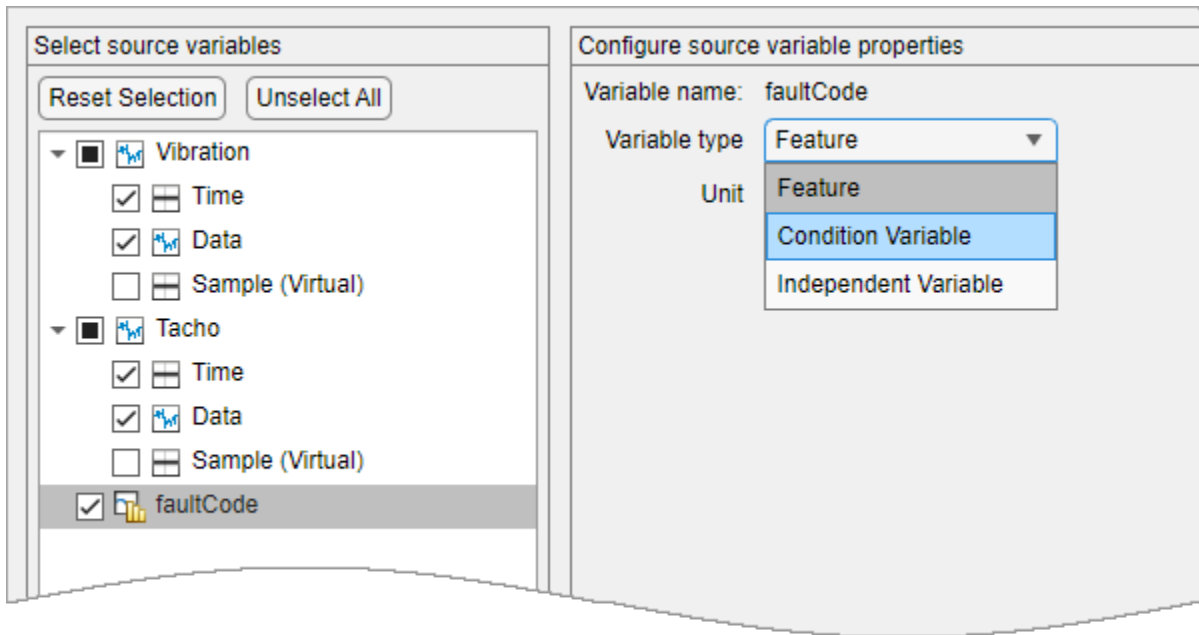 Select source variables
Reset Selection
Unselect All
Vibration
Time
Data
Sample (Virtual)
Tacho
Time
Data
Sample (Virtual)
faultCode
Configure source variable properties
Variable name: faultCode
Variable type Feature
Unit
Feature
Condition Variable
Independent Variable